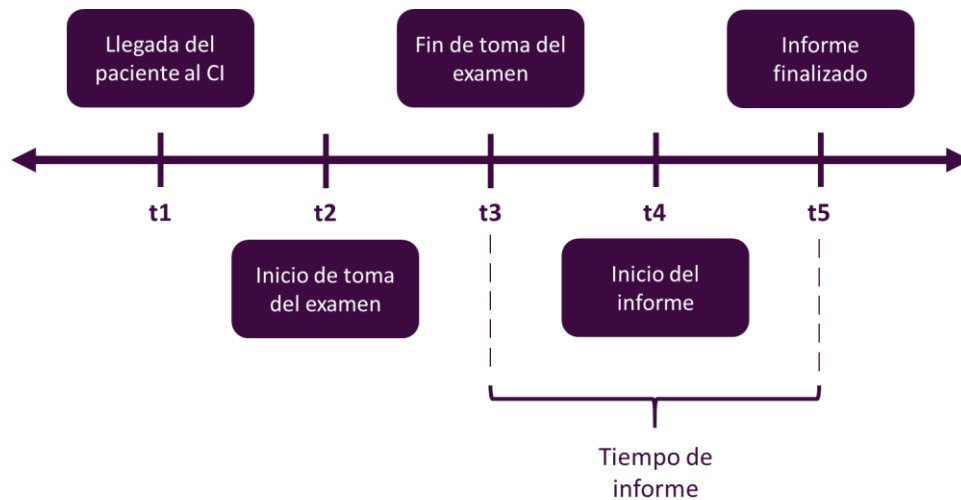 Llegada del
paciente al CI
Fin de toma del
examen
Informe
finalizado
t1
t2
t3
t4
t5
Inicio de toma
del examen
Inicio del
informe
Tiempo de
informe